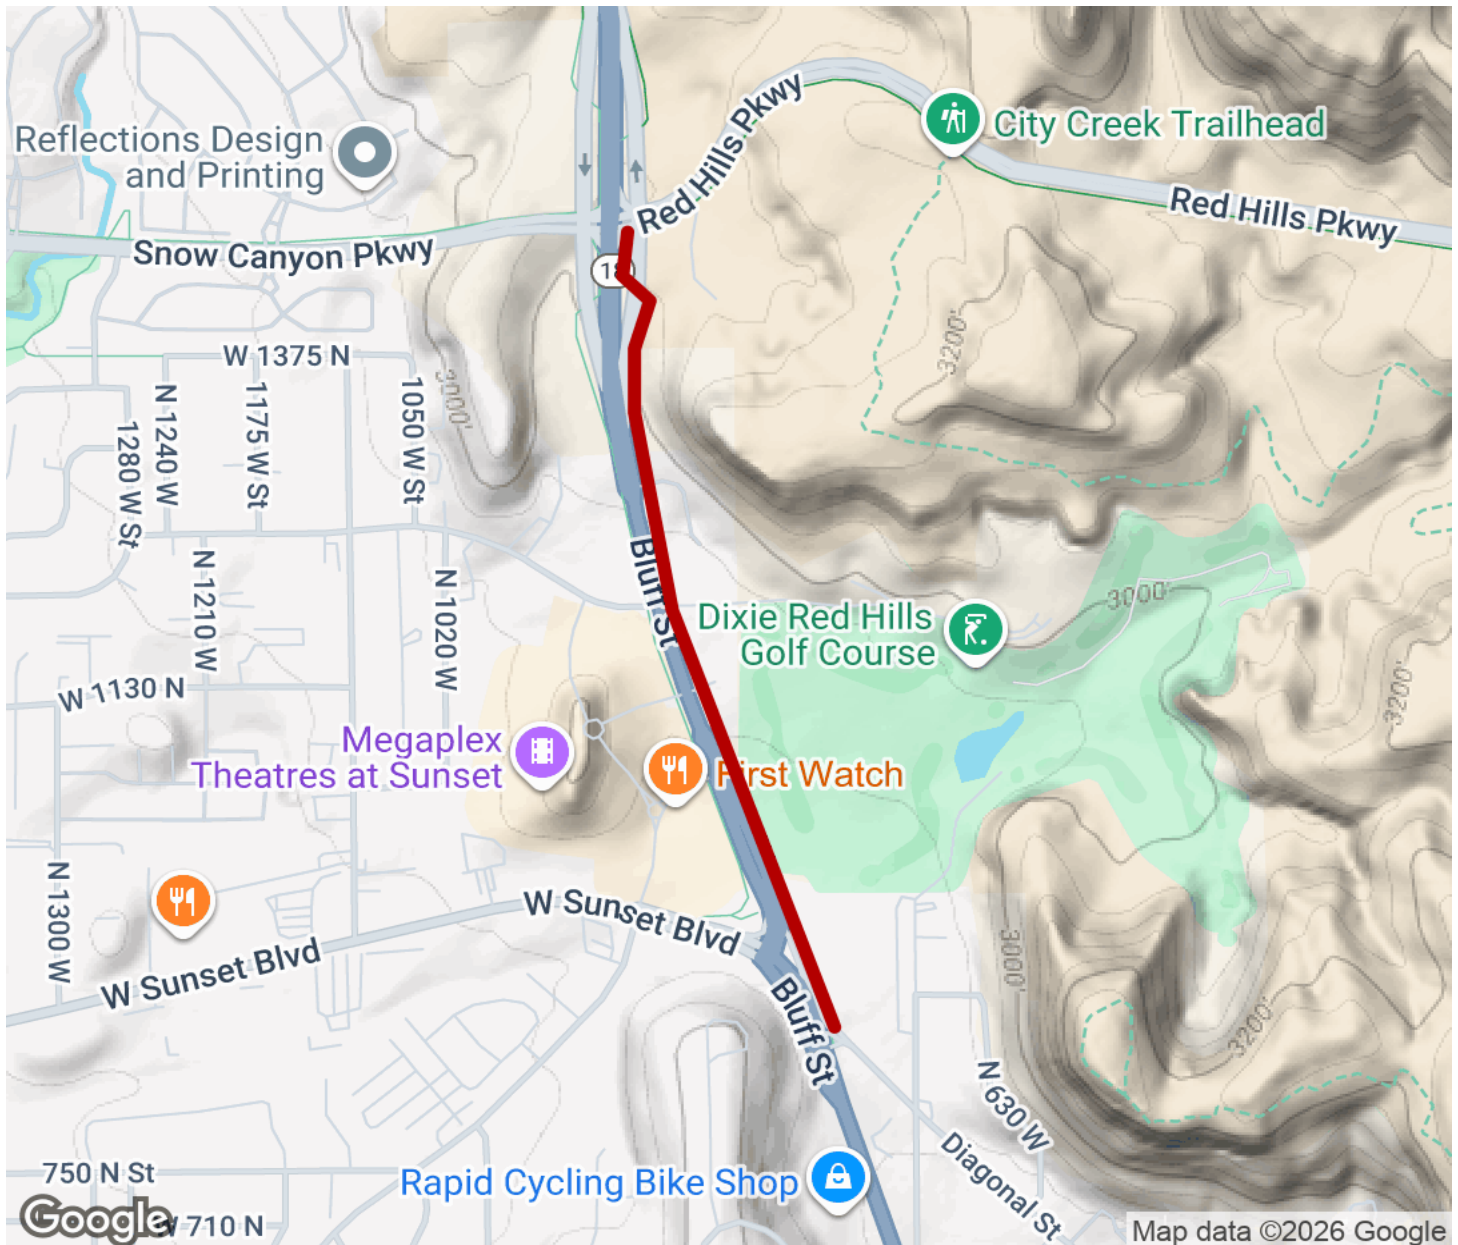 Reflections Design
and Printing
Red Hills Pkwy
City Creek Trailhead
Red Hills Pkwy
Snow Canyon Pkwy
W 1375 N
3200'
3000'
N 1240 W
1175 W St
1050 W St
1280 W St
N 1210 W
N 1020 W
Bluff St
3000'
Dixie Red Hills
Golf Course
W 1130 N
3200'
Megaplex
Theatres at Sunset
First Watch
N 1300 W
W Sunset Blvd
W Sunset Blvd
3000'
Bluff St
3200'
N 630 W
Diagonal St
750 N St
Rapid Cycling Bike Shop
Google
W 710 N
Map data ©2026 Google